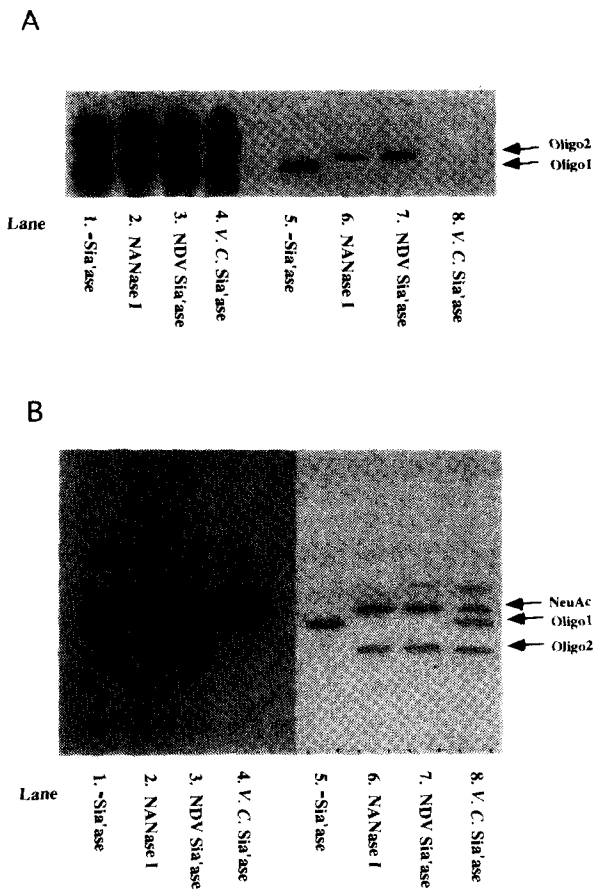 A
Oligo2
Oligo1
Lane
1. -Sia'ase
2. NANase I
3. NDV Sia'ase
4. V. C. Sia'ase
5. -Sia'ase
6. NANase I
7. NDV Sia'ase
8. V. C. Sia'ase
B
NeuAc
Oligo1
Oligo2
Lane
1. -Sia'ase
2. NANase I
3. NDV Sia'ase
4. V. C. Sia'ase
5. -Sia'ase
6. NANase I
7. NDV Sia'ase
8. V. C. Sia'ase